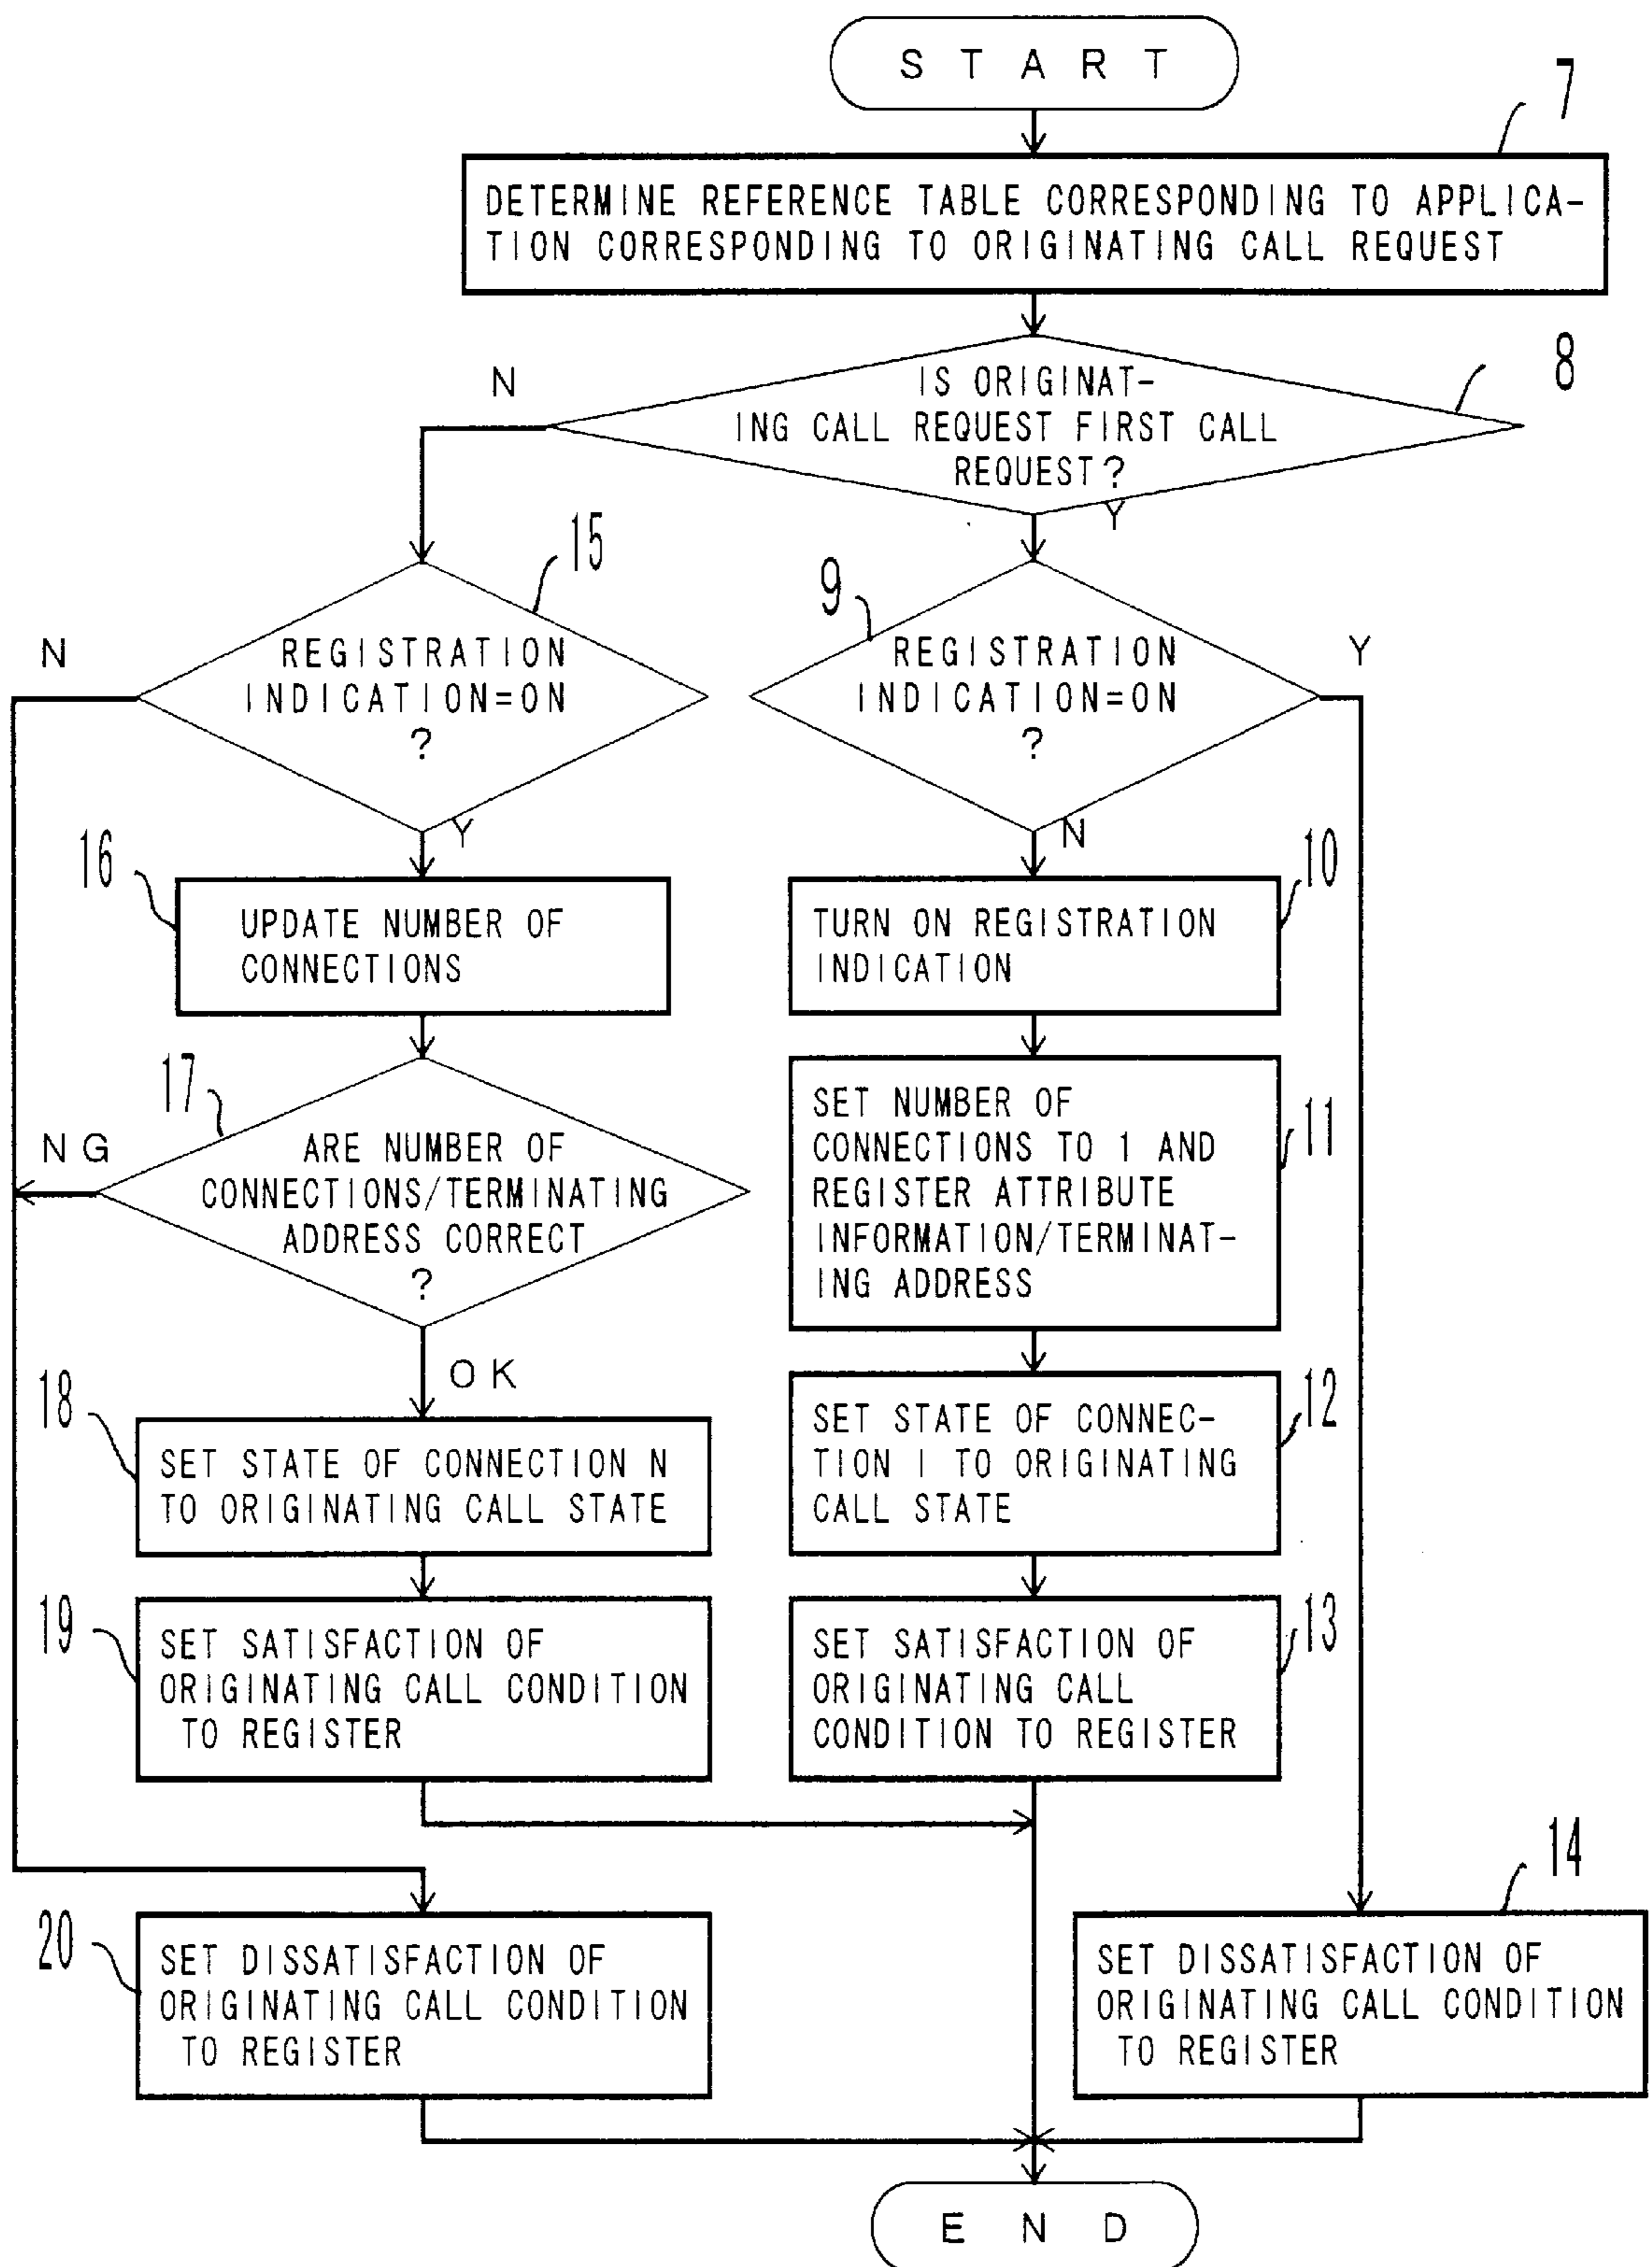 START
7
DETERMINE REFERENCE TABLE CORRESPONDING TO APPLICA-
TION CORRESPONDING TO ORIGINATING CALL REQUEST
8
N
IS ORIGINAT-
ING CALL REQUEST FIRST CALL
REQUEST?
Y
15
N
REGISTRATION
INDICATION=ON
?
Y
9
REGISTRATION
INDICATION=ON
?
Y
N
16
UPDATE NUMBER OF
CONNECTIONS
10
TURN ON REGISTRATION
INDICATION
17
NG
ARE NUMBER OF
CONNECTIONS/TERMINATING
ADDRESS CORRECT
?
OK
11
SET NUMBER OF
CONNECTIONS TO 1 AND
REGISTER ATTRIBUTE
INFORMATION/TERMINAT-
ING ADDRESS
18
SET STATE OF CONNECTION N
TO ORIGINATING CALL STATE
12
SET STATE OF CONNEC-
TION I TO ORIGINATING
CALL STATE
19
SET SATISFACTION OF
ORIGINATING CALL CONDITION
TO REGISTER
13
SET SATISFACTION OF
ORIGINATING CALL
CONDITION TO REGISTER
20
SET DISSATISFACTION OF
ORIGINATING CALL CONDITION
TO REGISTER
14
SET DISSATISFACTION OF
ORIGINATING CALL CONDITION
TO REGISTER
END